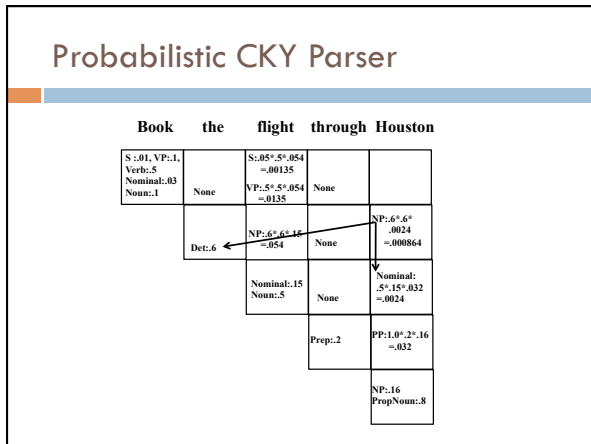 Probabilistic CKY Parser
Book the flight through Houston
S :.01, VP:.1,
Verb:.5
Nominal:.03
Noun:.1
None
S:.05*.5*.054
=.00135
VP:.5*.5*.054
=.0135
None
Det:.6
NP:.6*.6*.15
=.054
None
NP:.6*.6*
.0024
=.000864
Nominal:.15
Noun:.5
None
Nominal:
.5*.15*.032
=.0024
Prep:.2
PP:1.0*.2*.16
=.032
NP:.16
PropNoun:.8